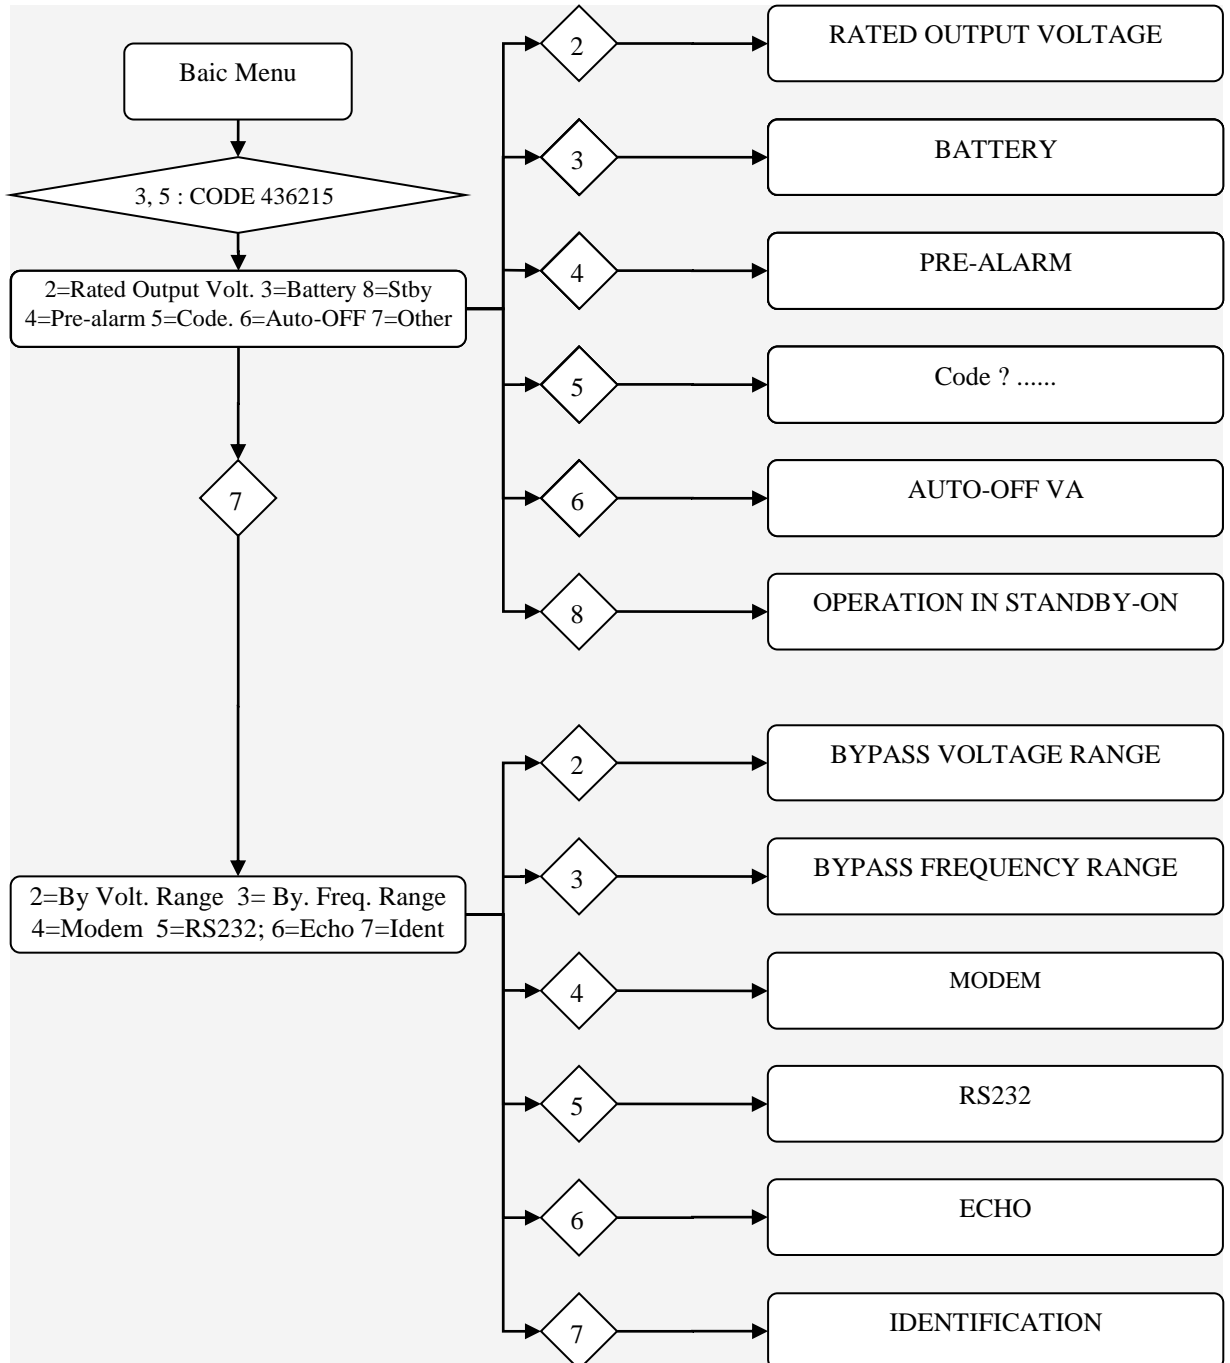 Baic Menu
3, 5 : CODE 436215
2=Rated Output Volt. 3=Battery 8=Stby
4=Pre-alarm 5=Code. 6=Auto-OFF 7=Other
2
RATED OUTPUT VOLTAGE
3
BATTERY
4
PRE-ALARM
5
Code ? ......
6
AUTO-OFF VA
8
OPERATION IN STANDBY-ON
7
2=By Volt. Range 3= By. Freq. Range
4=Modem 5=RS232; 6=Echo 7=Ident
2
BYPASS VOLTAGE RANGE
3
BYPASS FREQUENCY RANGE
4
MODEM
5
RS232
6
ECHO
7
IDENTIFICATION